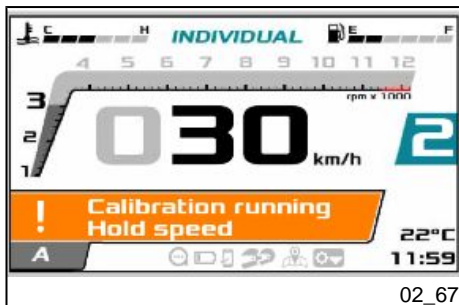 C H INDIVIDUAL E F
4 5 6 7 8 9 10 11 12
rpm x 1000
3
2
1
030 km/h
2
! Calibration running
Hold speed
A
22°C
11:59
02_67